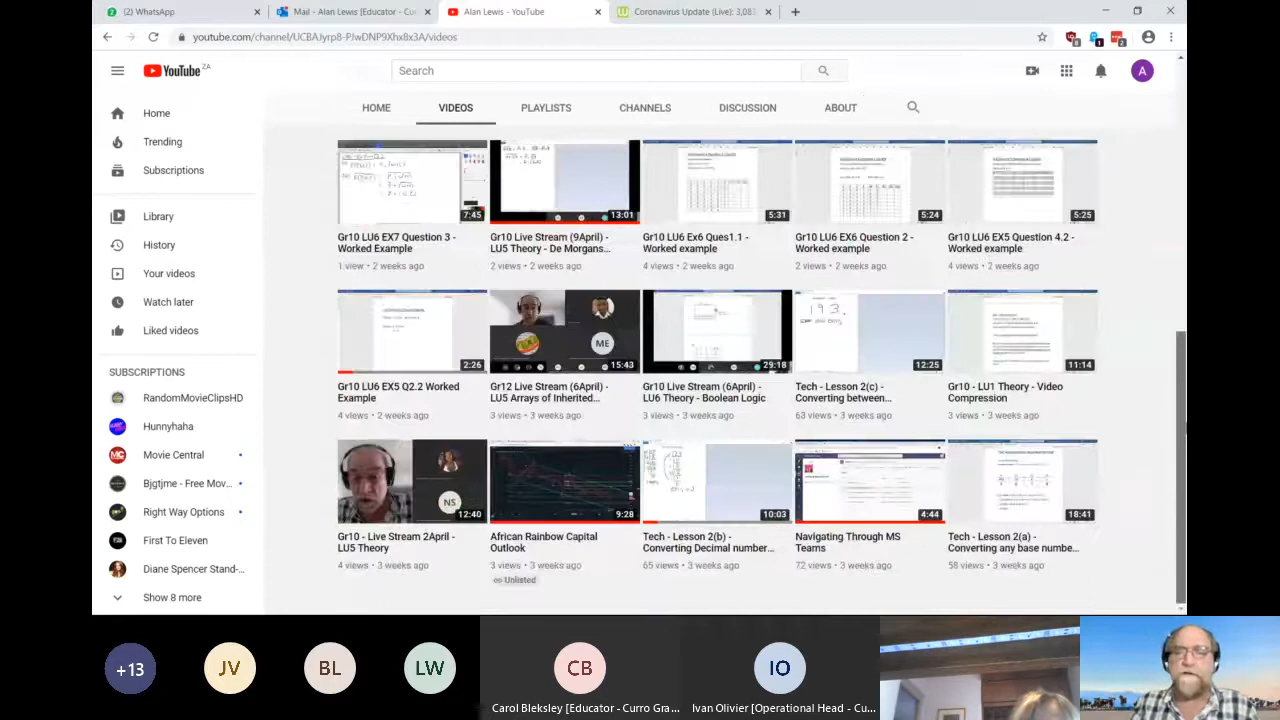 (2) WhatsApp
Mail - Alan Lewis [Educator - Cu
Alan Lewis - YouTube
Coronavirus Update (Live): 3,083
youtube.com/channel/UCBAJyrp8-PJwDNP9Xhx8x3A/videos
YouTube ZA
Search
A
HOME VIDEOS PLAYLISTS CHANNELS DISCUSSION ABOUT
Home
Trending
Subscriptions
Library
History
Your videos
Watch later
Liked videos
SUBSCRIPTIONS
RandomMovieClipsHD
Hunnyhaha
Movie Central
Bjgtjme - Free Mov...
Right Way Options
First To Eleven
Diane Spencer Stand-...
Show 8 more
7:45
Gr10 LU6 EX7 Question 3 -
Worked Example
1 view • 2 weeks ago
13:01
Gr10 Live Stream (9April) -
LU5 Theory - De Morgans...
2 views • 2 weeks ago
5:31
Gr10 LU6 Ex6 Ques1.1 -
Worked example
4 views • 2 weeks ago
5:24
Gr10 LU6 EX6 Question 2 -
Worked example
2 views • 2 weeks ago
5:25
Gr10 LU6 EX5 Question 4.2 -
Worked example
4 views • 2 weeks ago
2:26
Gr10 LU6 EX5 Q2.2 Worked
Example
4 views • 2 weeks ago
ME
15:43
Gr12 Live Stream (6April) -
LU5 Arrays of Inherited...
3 views • 3 weeks ago
29:18
Gr10 Live Stream (6April) -
LU6 Theory - Boolean Logic
3 views • 3 weeks ago
12:25
Tech - Lesson 2(c) -
Converting between...
63 views • 3 weeks ago
11:14
Gr10 - LU1 Theory - Video
Compression
3 views • 3 weeks ago
NS
12:40
Gr10 - Live Stream 2April -
LU5 Theory
4 views • 3 weeks ago
9:28
African Rainbow Capital
Outlook
3 views • 3 weeks ago
Unlisted
10:03
Tech - Lesson 2(b) -
Converting Decimal number...
65 views • 3 weeks ago
4:44
Navigating Through MS
Teams
72 views • 3 weeks ago
18:41
Tech - Lesson 2(a) -
Converting any base numbe...
58 views • 3 weeks ago
+13
JV
BL
LW
CB
IO
Carol Bleksley [Educator - Curro Gra...
Ivan Olivier [Operational Head - Cu...